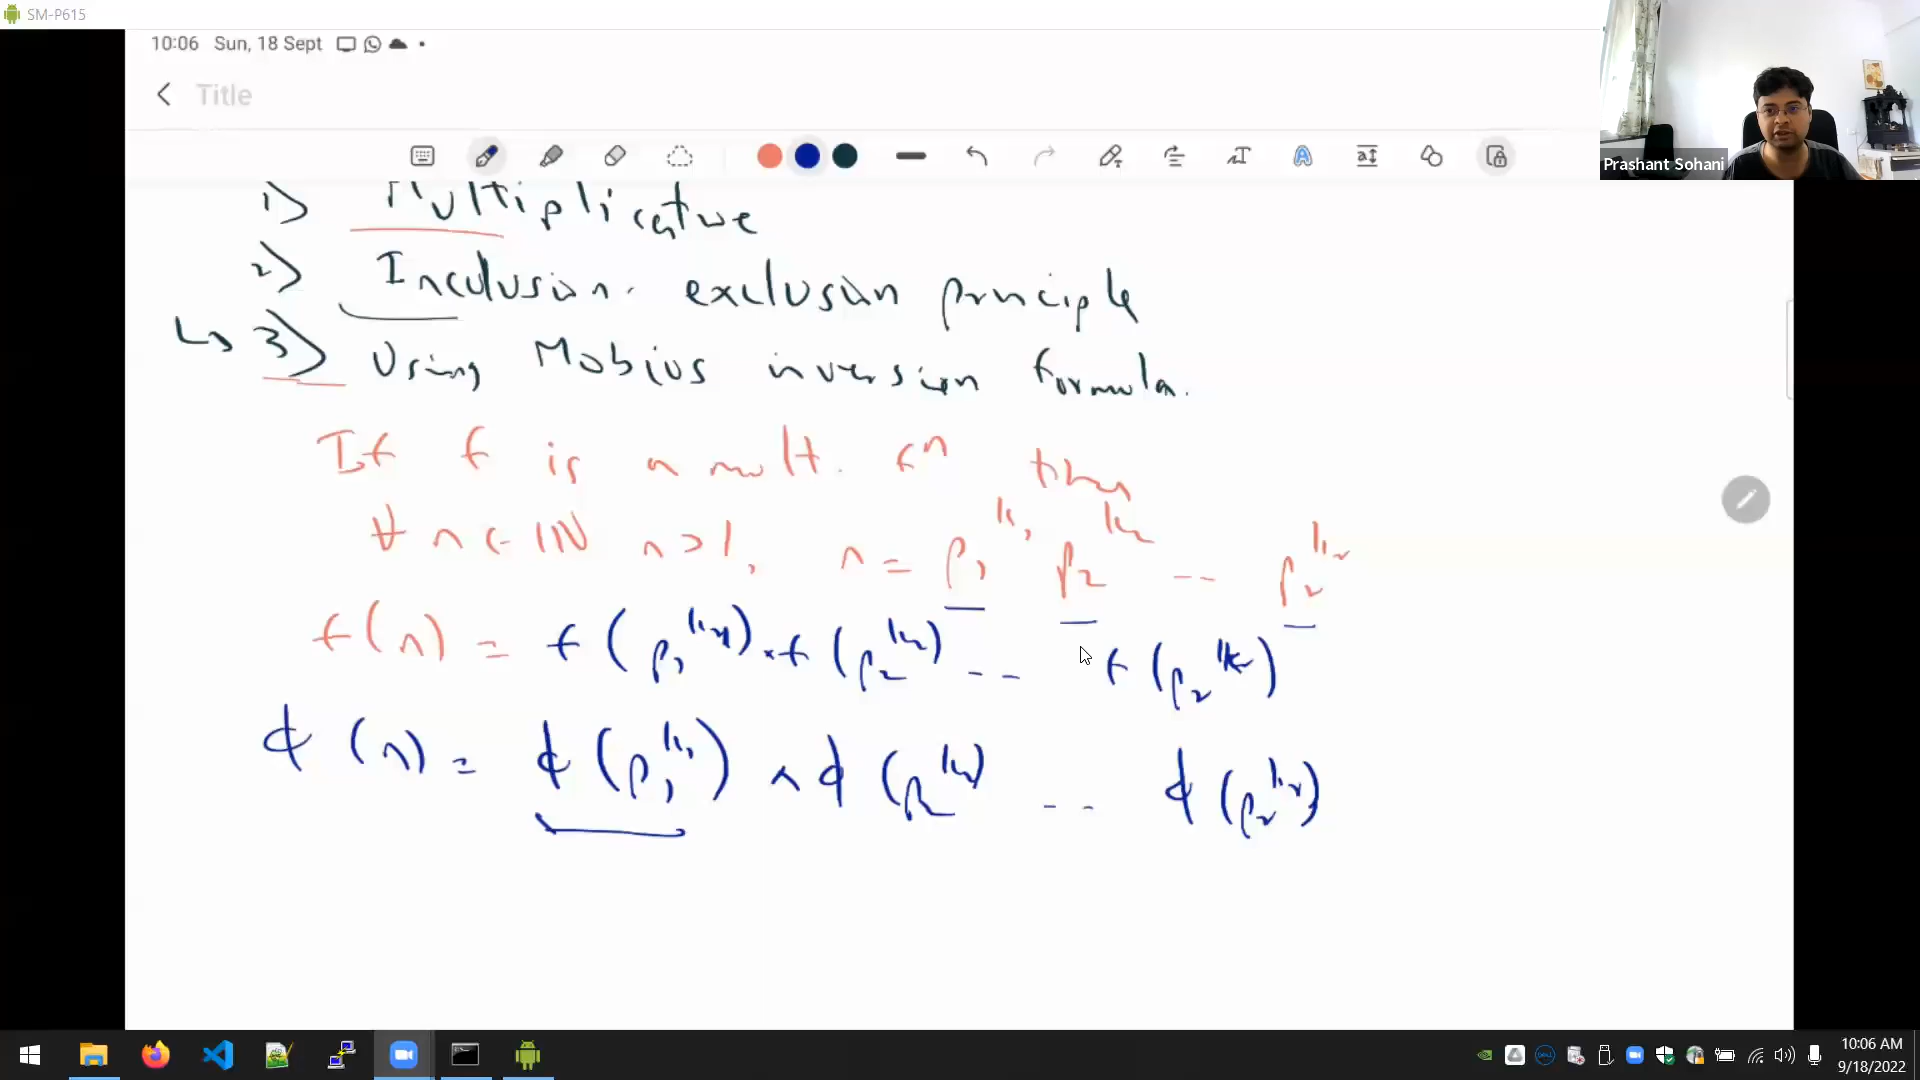 SM-P615
10:06 Sun, 18 Sept
Title
Prashant Sohani
1) Multiplicative
2) Inculusion. exclusion principle
↳ 3) Using Mobius inversion formula.
If f is a mult. fⁿ then
∀ n ∈ IN n > 1, n = p₁^k₁ p₂^k₂ -- pᵣ^kᵣ
f(n) = f(p₁^k₁) × f(p₂^k₂) -- f(pᵣ^kᵣ)
ϕ(n) = ϕ(p₁^k₁) × ϕ(p₂^k₂) -- ϕ(pᵣ^kᵣ)
10:06 AM
9/18/2022